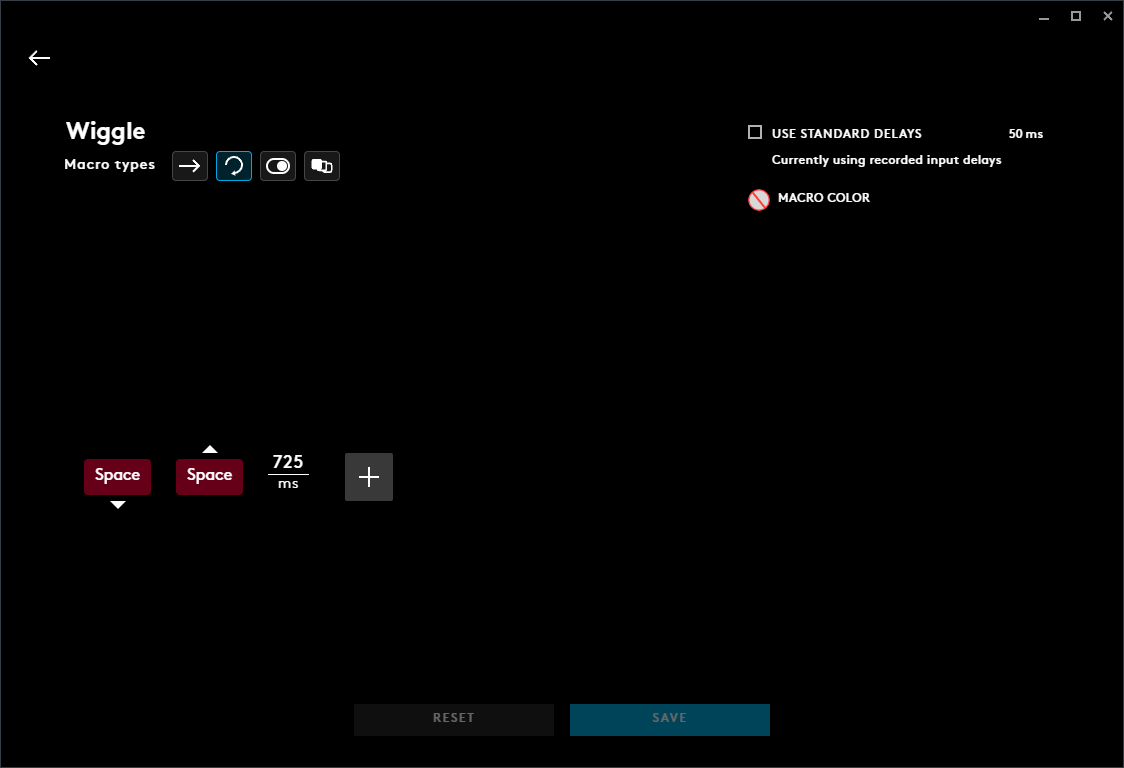 Wiggle
Macro types
USE STANDARD DELAYS 50 ms
Currently using recorded input delays
MACRO COLOR
Space Space 725
ms
RESET SAVE